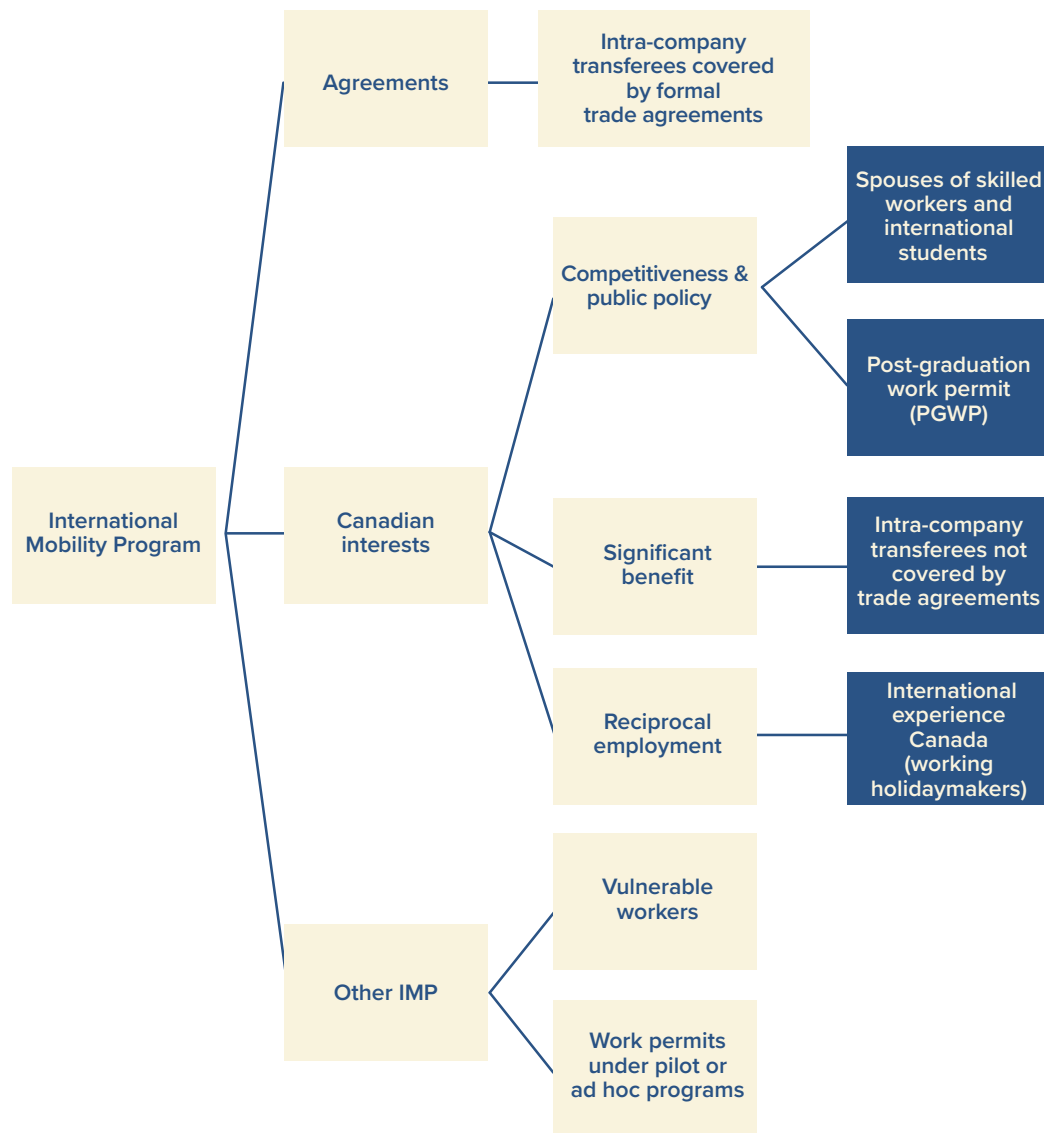 Agreements
Intra-company
transferees covered
by formal
trade agreements
Spouses of skilled
workers and
international
students
Competitiveness &
public policy
Post-graduation
work permit
(PGWP)
International
Mobility Program
Canadian
interests
Significant
benefit
Intra-company
transferees not
covered by
trade agreements
Reciprocal
employment
International
experience
Canada
(working
holidaymakers)
Vulnerable
workers
Other IMP
Work permits
under pilot or
ad hoc programs